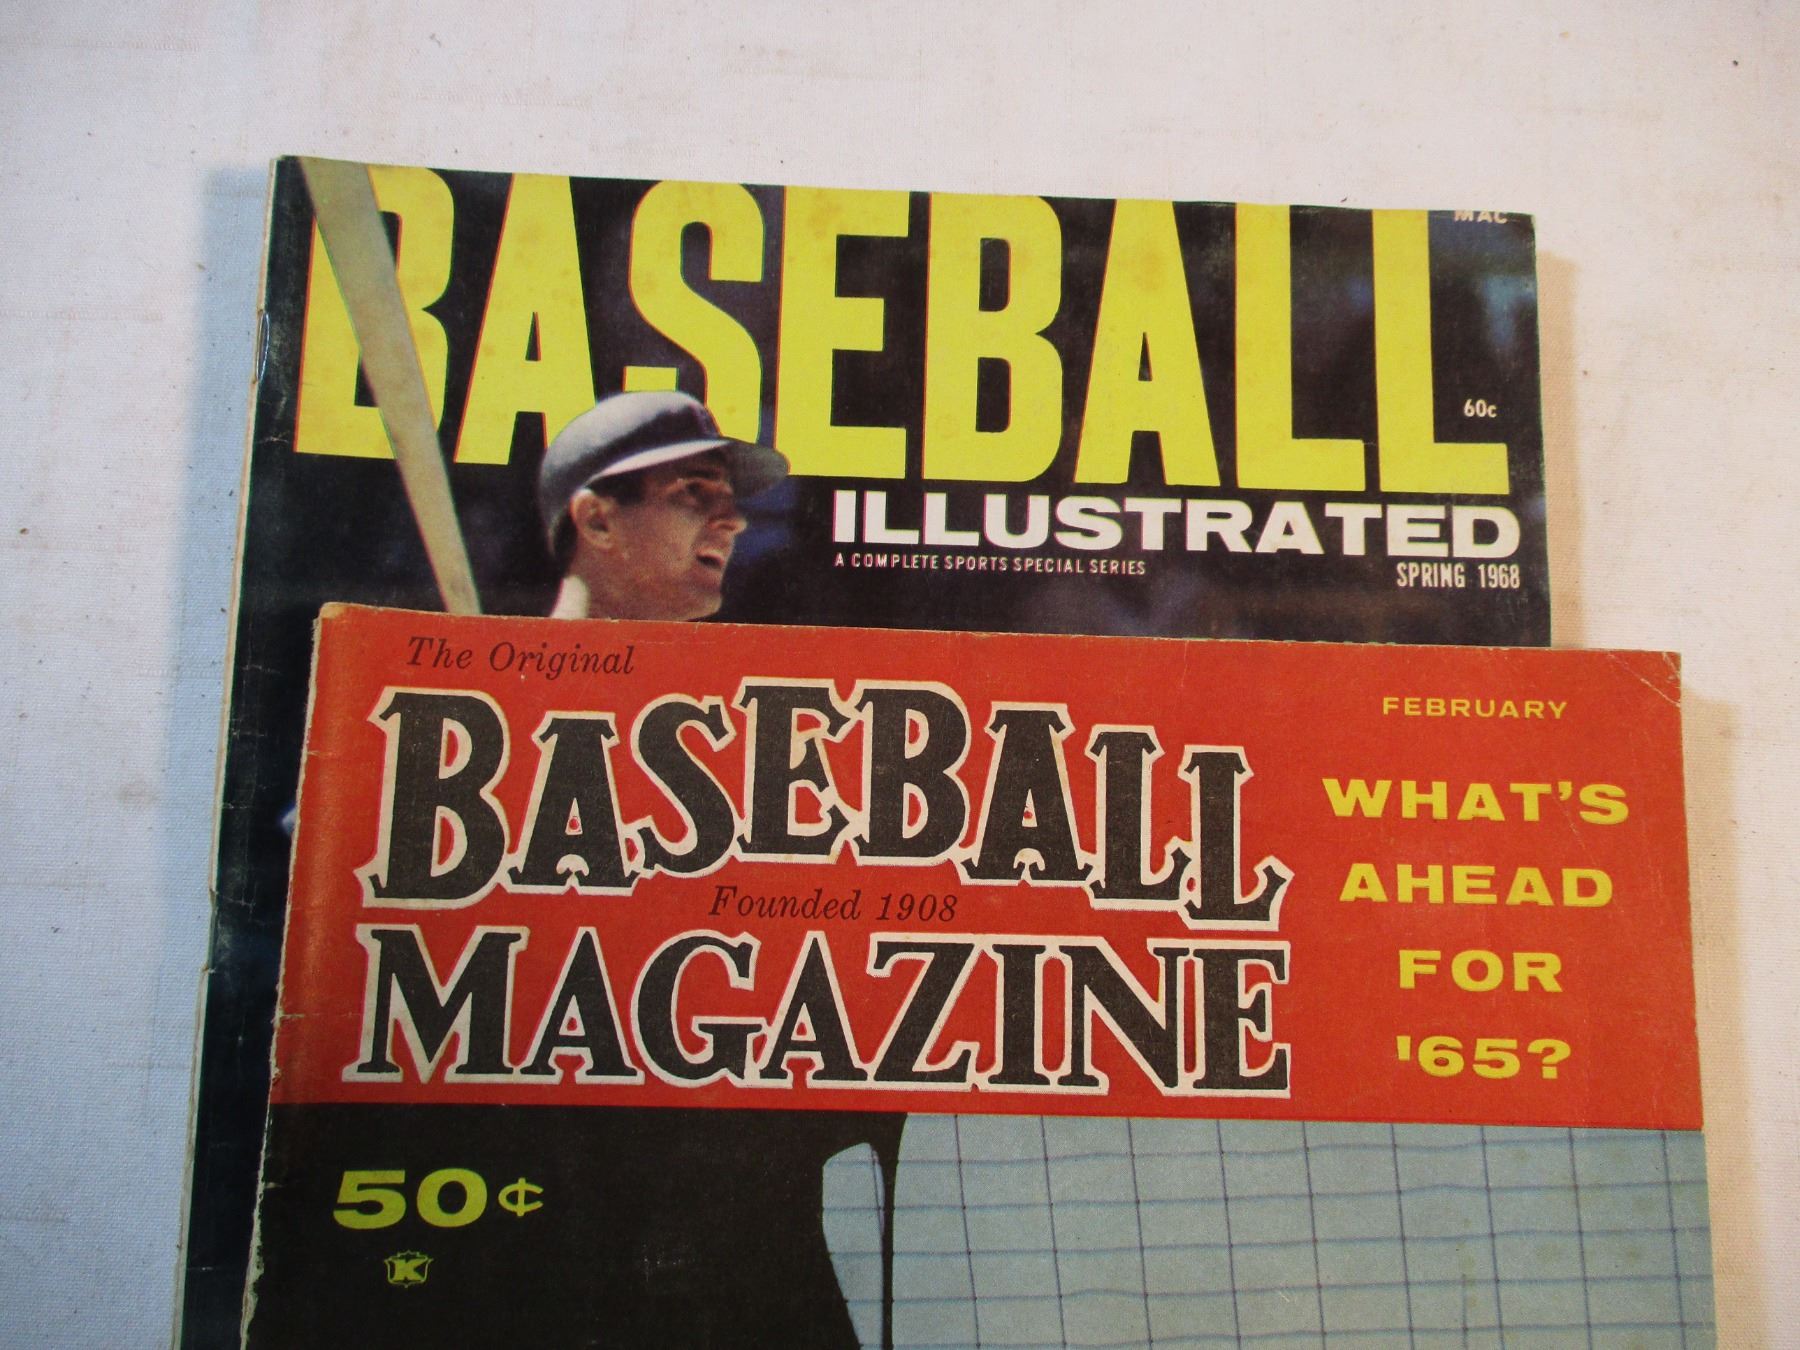 MAC
BASEBALL
60c
ILLUSTRATED
A COMPLETE SPORTS SPECIAL SERIES
SPRING 1968
The Original
BASEBALL
Founded 1908
MAGAZINE
FEBRUARY
WHAT'S
AHEAD
FOR
'65?
50¢
K